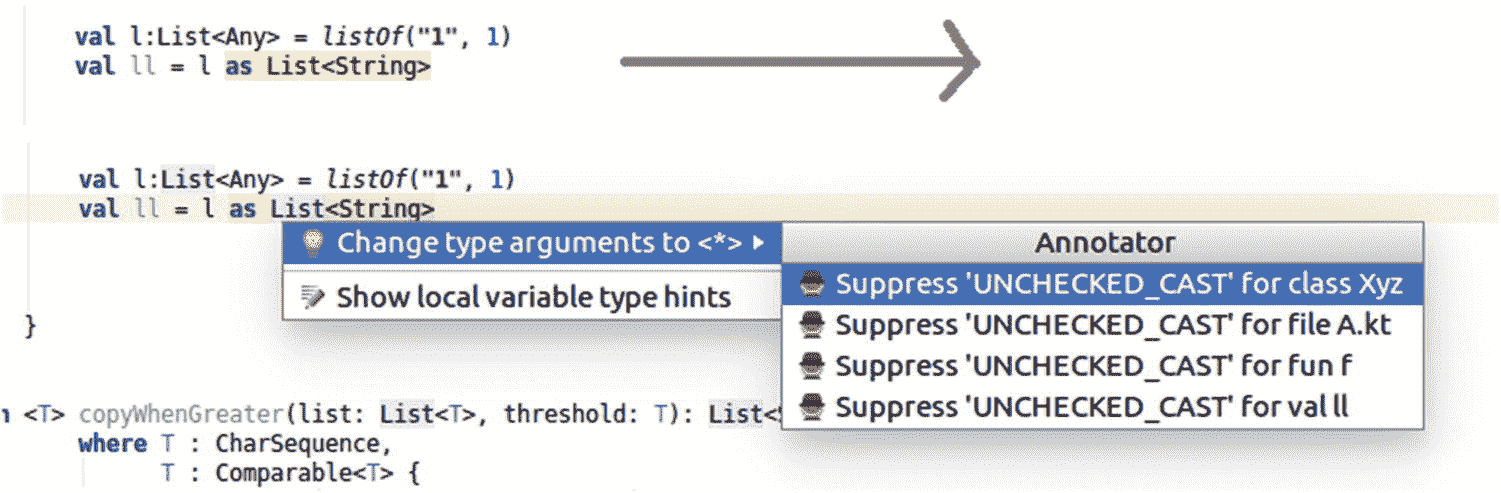 val l:List<Any> = listOf("1", 1)
val ll = l as List<String>
val l:List<Any> = listOf("1", 1)
val ll = l as List<String>
Change type arguments to <*>
Show local variable type hints
Annotator
Suppress 'UNCHECKED_CAST' for class Xyz
Suppress 'UNCHECKED_CAST' for file A.kt
Suppress 'UNCHECKED_CAST' for fun f
Suppress 'UNCHECKED_CAST' for val ll
}
n <T> copyWhenGreater(list: List<T>, threshold: T): List<
where T : CharSequence,
T : Comparable<T> {